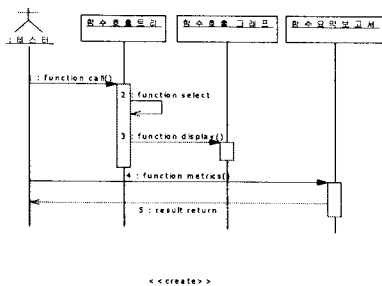 함수호출트리
함수호출 그래프
함수요약보고서
:테스터
1 : function call()
2 : function select
3 : function display()
4 : function metrics()
5 : result return
<<create>>